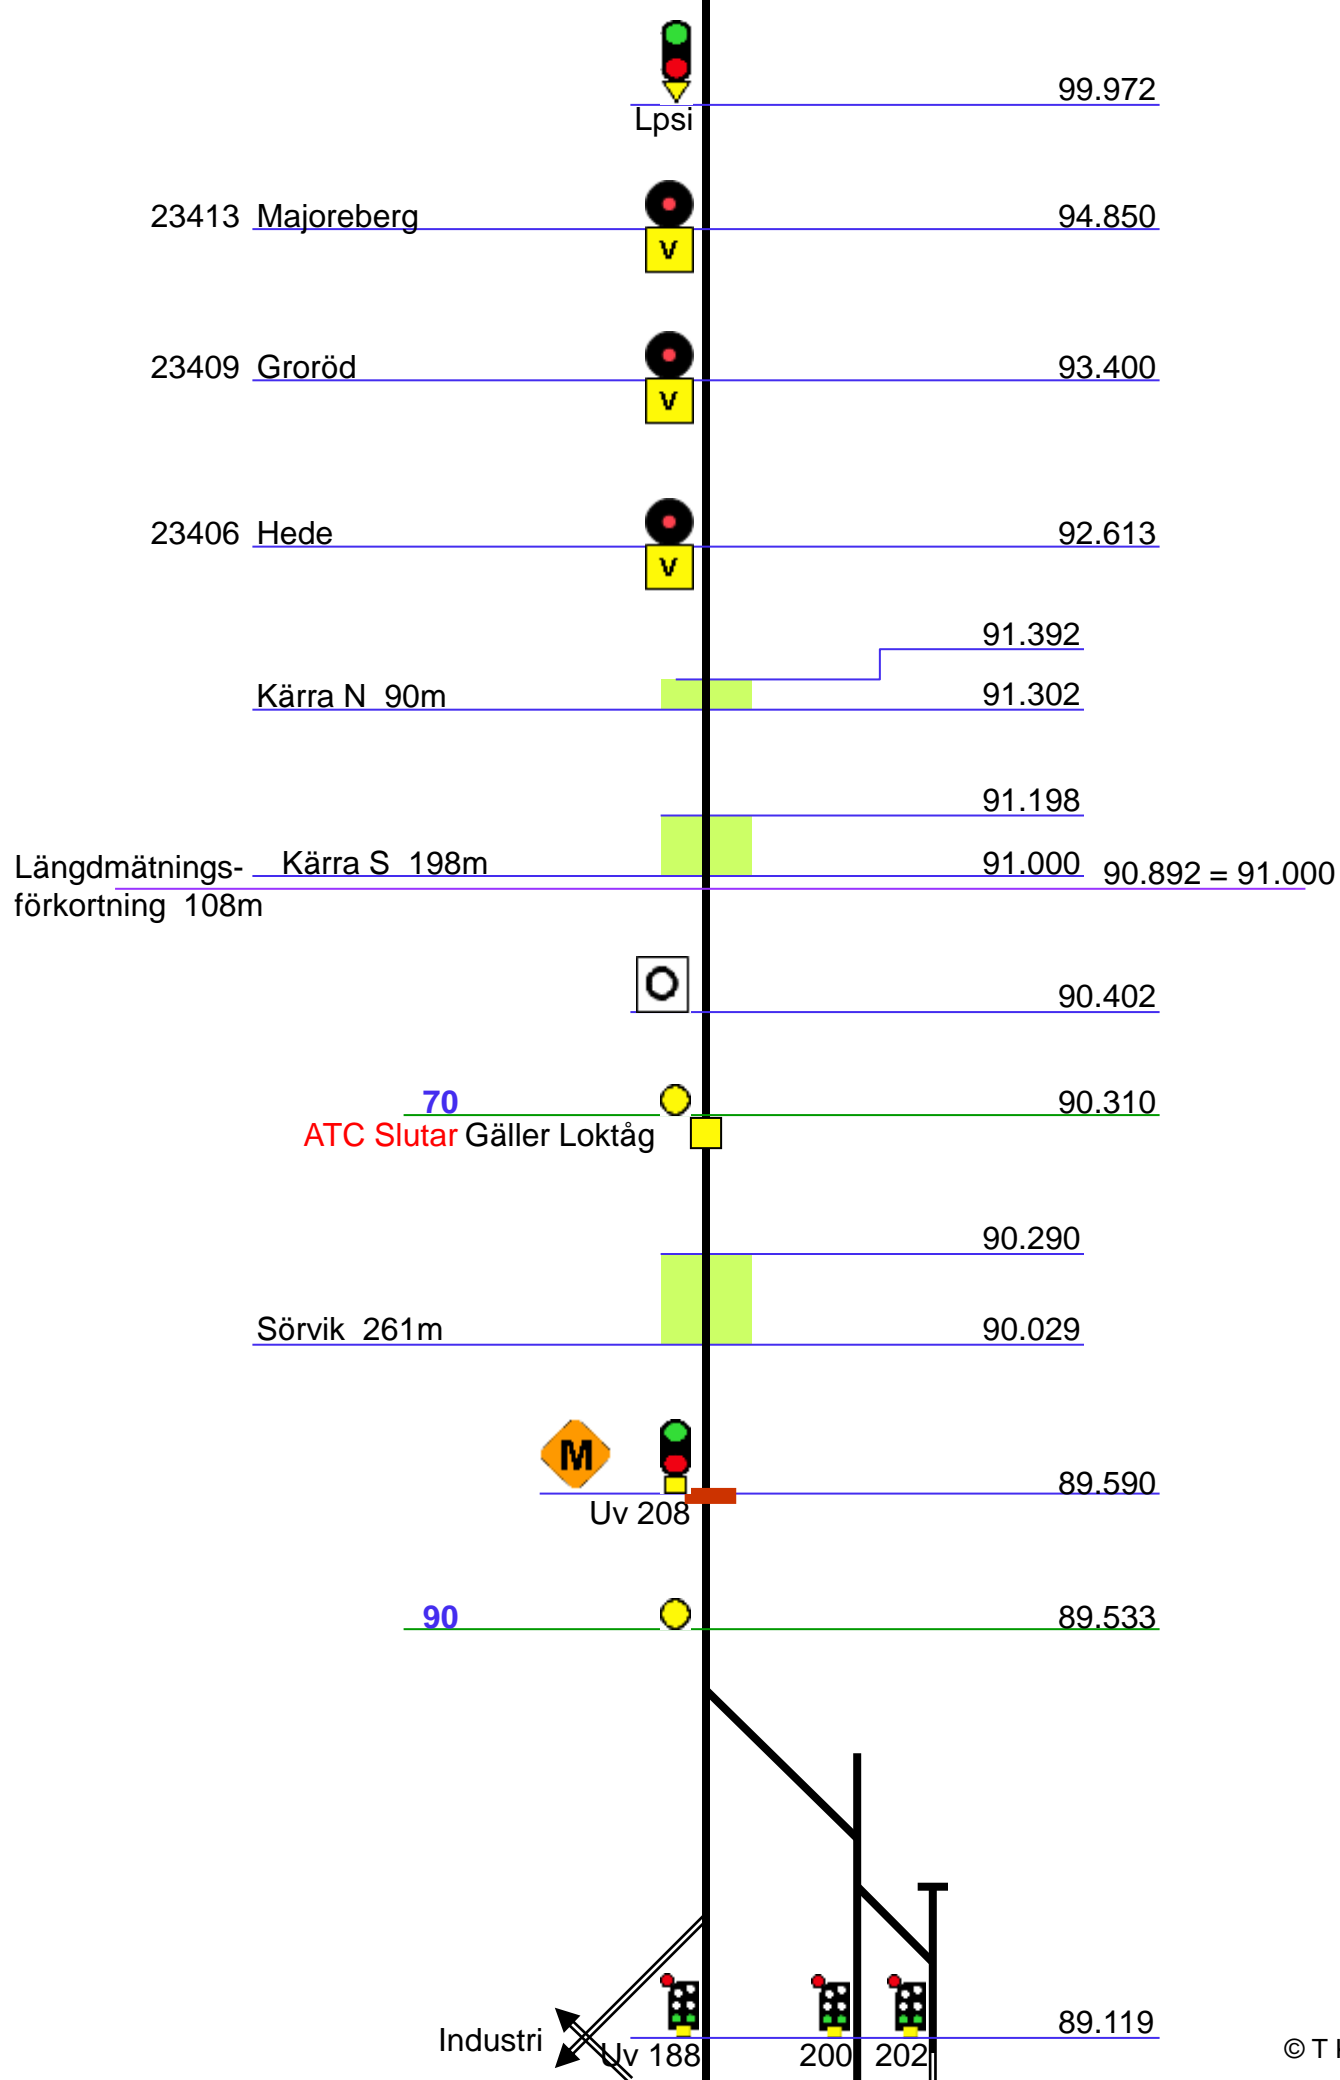 99.972
Lpsi
23413 Majoreberg 94.850
V
23409 Groröd 93.400
V
23406 Hede 92.613
V
91.392
Kärra N 90m 91.302
91.198
Längdmätnings- Kärra S 198m 91.000 90.892 = 91.000
förkortning 108m
90.402
70 90.310
ATC Slutar Gäller Loktåg
90.290
Sörvik 261m 90.029
M
89.590
Uv 208
90 89.533
89.119
Industri
Uv 188 200 202
© T